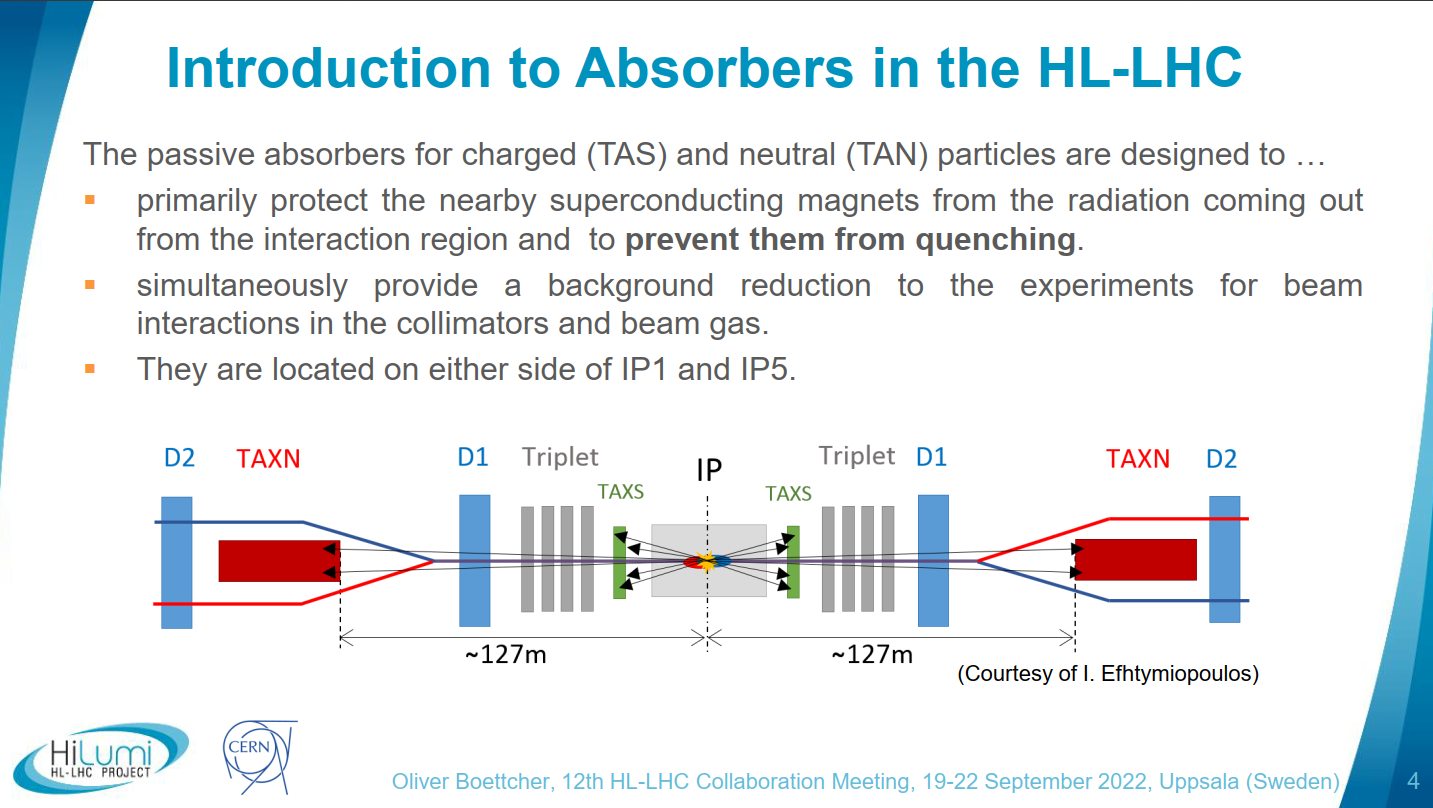 Introduction to Absorbers in the HL-LHC
The passive absorbers for charged (TAS) and neutral (TAN) particles are designed to …
▪ primarily protect the nearby superconducting magnets from the radiation coming out
from the interaction region and to prevent them from quenching.
▪ simultaneously provide a background reduction to the experiments for beam
interactions in the collimators and beam gas.
▪ They are located on either side of IP1 and IP5.
D2 TAXN D1 Triplet IP Triplet D1 TAXN D2
TAXS TAXS
~127m ~127m
(Courtesy of I. Efhtymiopoulos)
HiLumi
HL-LHC PROJECT
CERN
Oliver Boettcher, 12th HL-LHC Collaboration Meeting, 19-22 September 2022, Uppsala (Sweden) 4